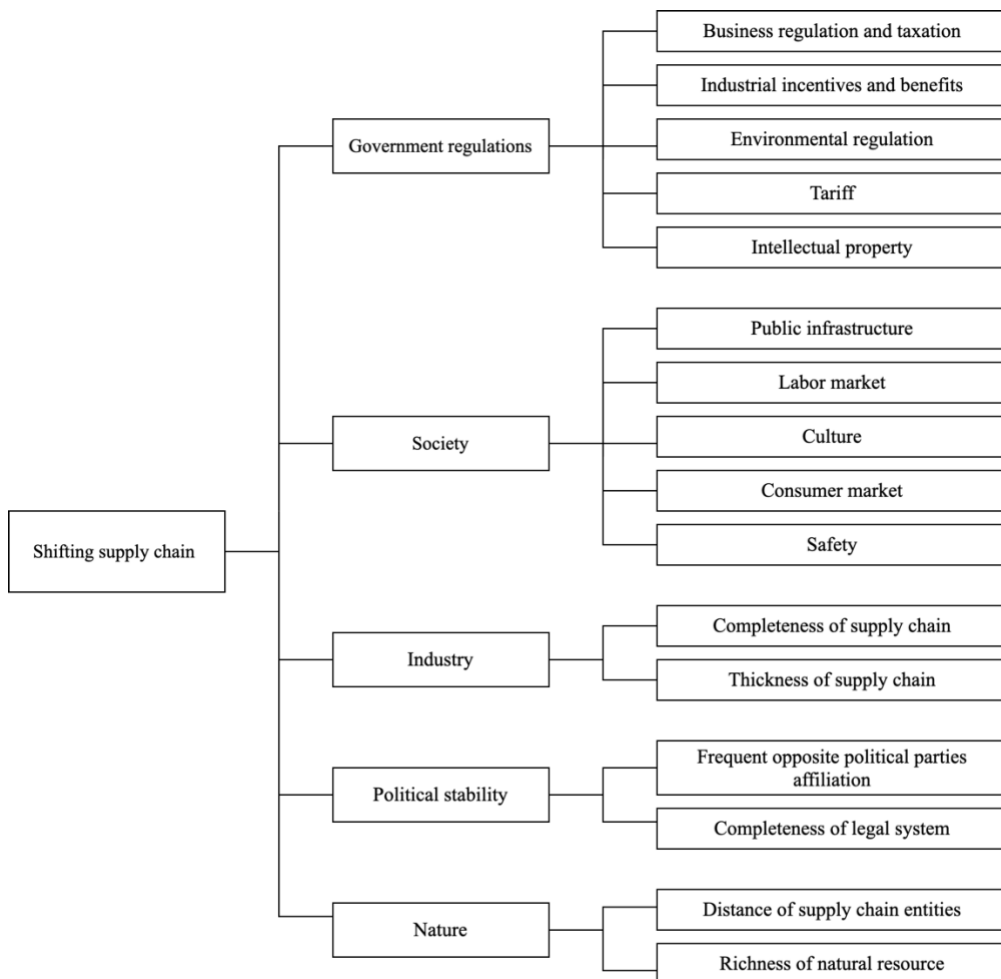 Business regulation and taxation
Industrial incentives and benefits
Government regulations
Environmental regulation
Tariff
Intellectual property
Public infrastructure
Labor market
Society
Culture
Consumer market
Safety
Shifting supply chain
Completeness of supply chain
Industry
Thickness of supply chain
Frequent opposite political parties
affiliation
Political stability
Completeness of legal system
Distance of supply chain entities
Nature
Richness of natural resource